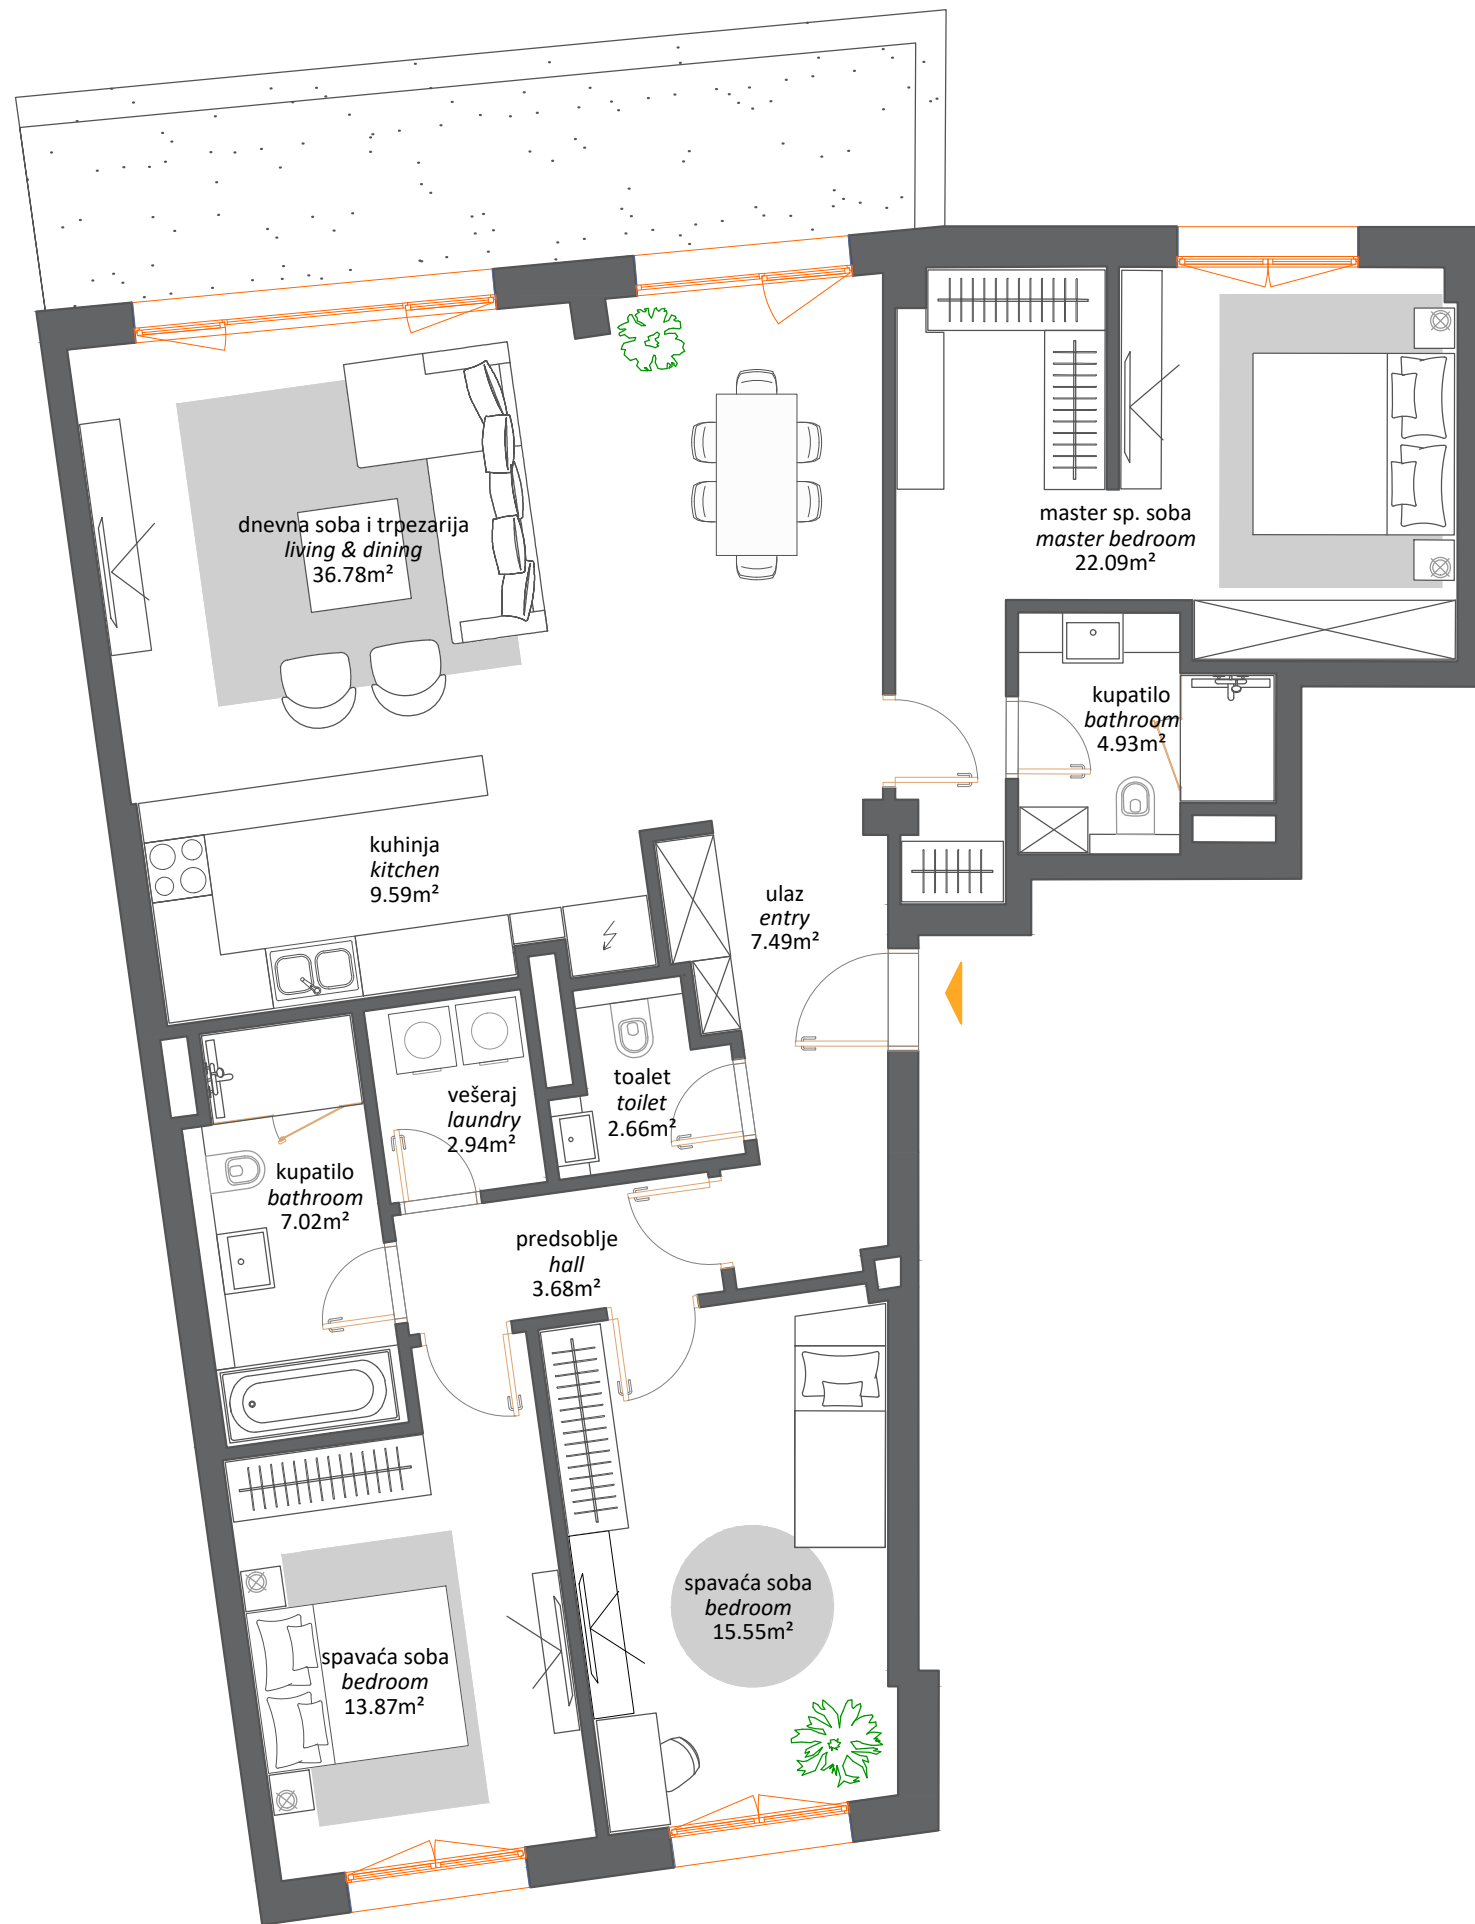 dnevna soba i trpezarija
living & dining
36.78m²
master sp. soba
master bedroom
22.09m²
kupatilo
bathroom
4.93m²
kuhinja
kitchen
9.59m²
ulaz
entry
7.49m²
toalet
toilet
2.66m²
vešeraj
laundry
2.94m²
kupatilo
bathroom
7.02m²
predsoblje
hall
3.68m²
spavaća soba
bedroom
15.55m²
spavaća soba
bedroom
13.87m²